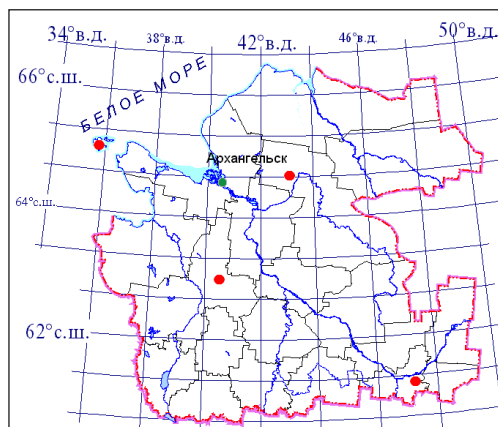 34°в.д.
38°в.д.
42°в.д.
46°в.д.
50°в.д.
66°с.ш.
БЕЛОЕ МОРЕ
Архангельск
64°с.ш.
62°с.ш.